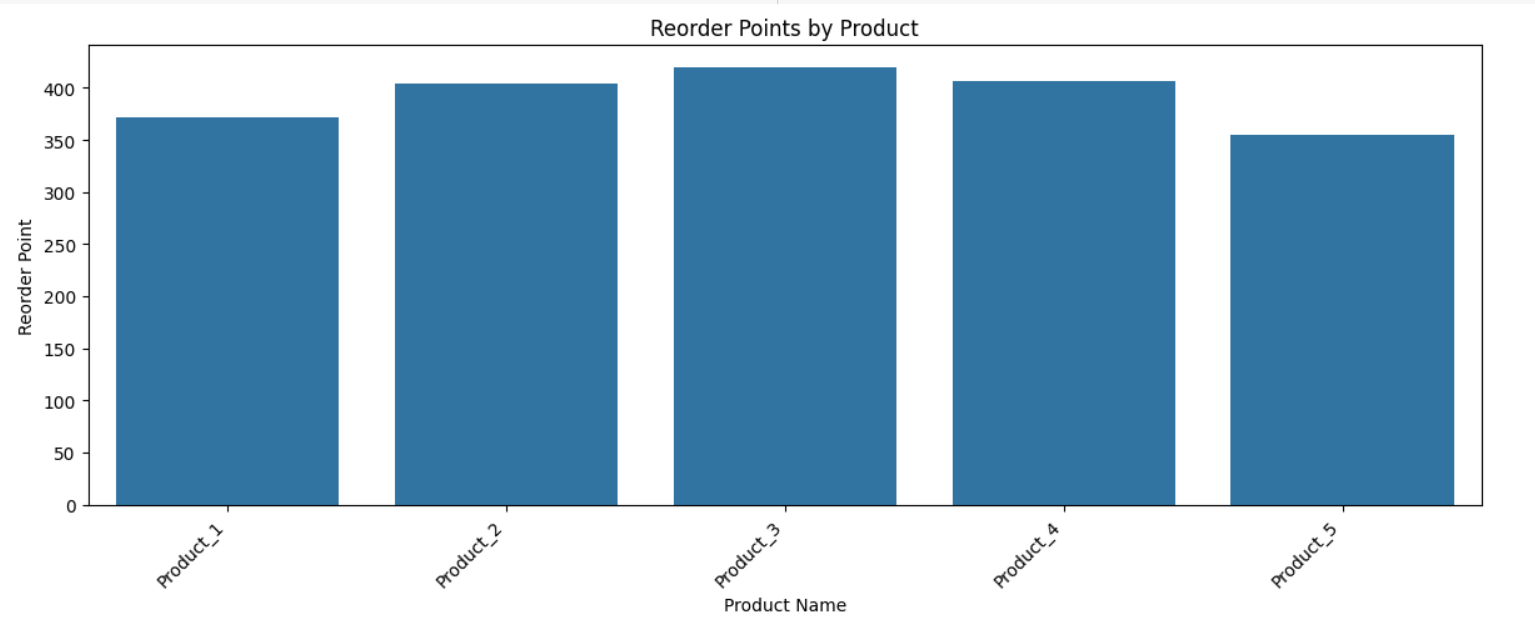 Reorder Points by Product
Reorder Point
400
350
300
250
200
150
100
50
0
Product_1
Product_2
Product_3
Product_4
Product_5
Product Name